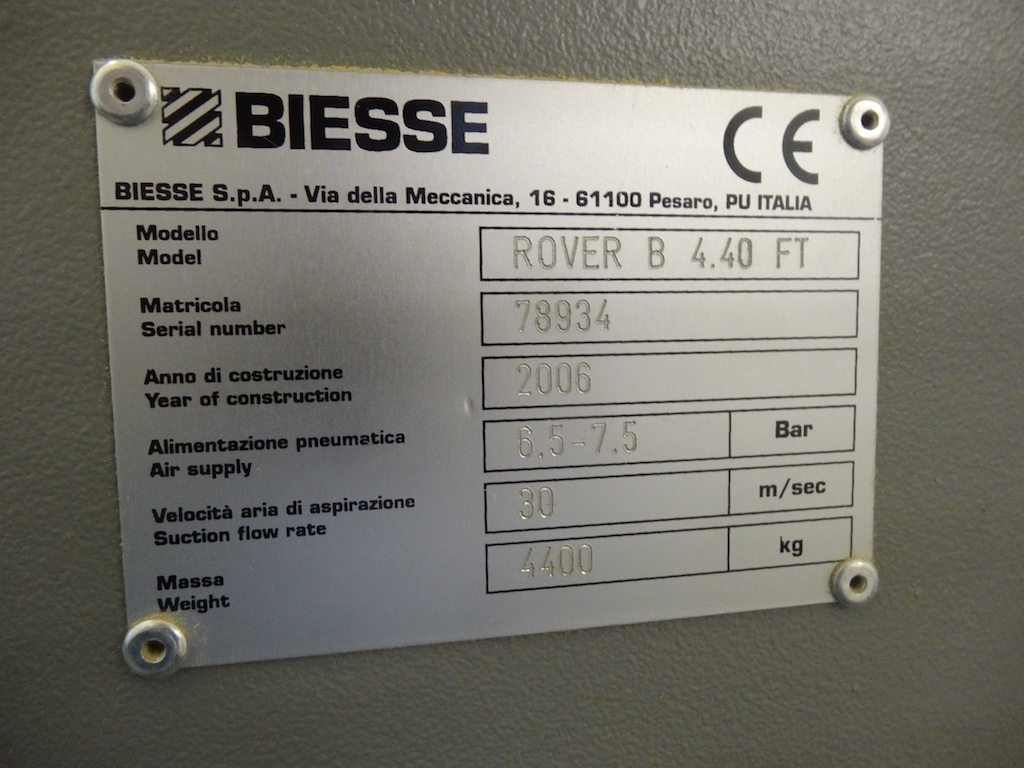 BIESSE
CE
BIESSE S.p.A. - Via della Meccanica, 16 - 61100 Pesaro, PU ITALIA
Modello
Model
ROVER B 4.40 FT
Matricola
Serial number
78934
Anno di costruzione
Year of construction
2006
Alimentazione pneumatica
Air supply
6.5-7.5 Bar
Velocità aria di aspirazione
Suction flow rate
30 m/sec
Massa
Weight
4400 kg